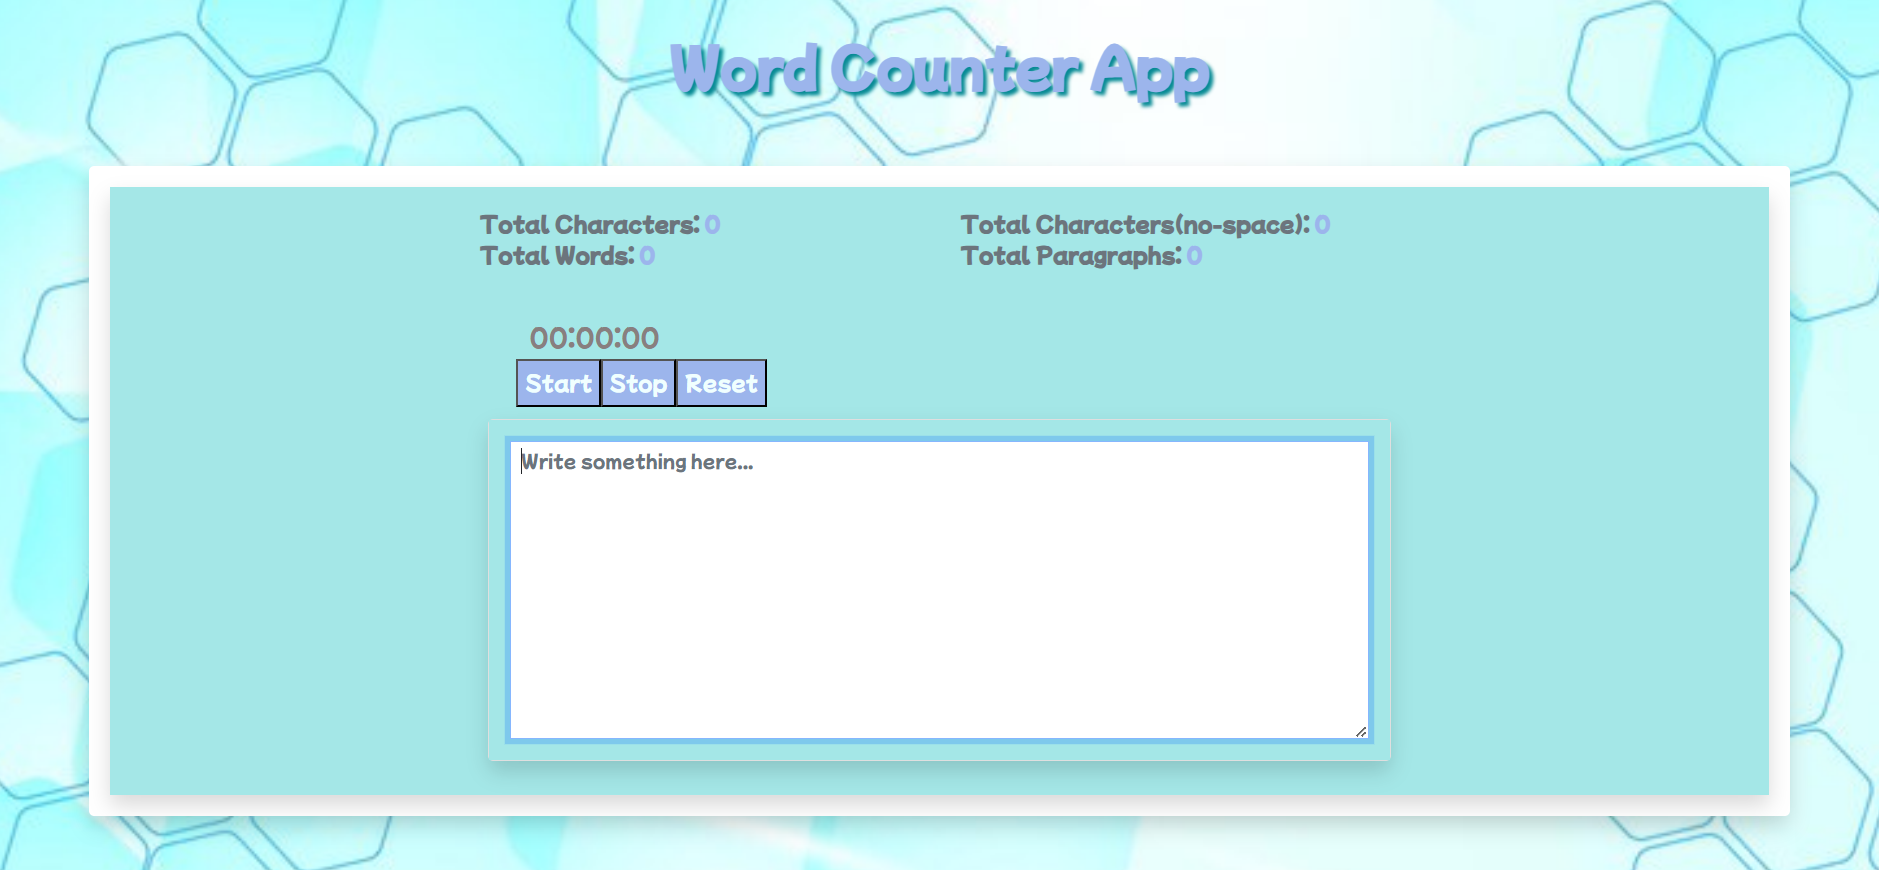 Word Counter App
Total Characters: 0
Total Characters(no-space): 0
Total Words: 0
Total Paragraphs: 0
00:00:00
Start Stop Reset
Write something here...